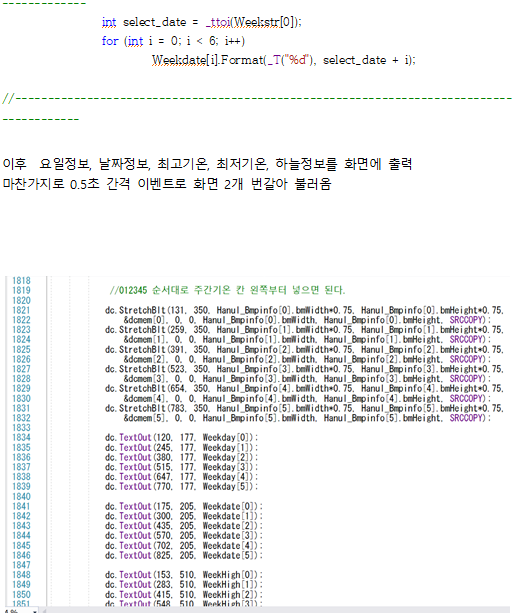 -------------
int select_date = _ttoi(Weekstr[0]);
for (int i = 0; i < 6; i++)
Weekdate[i].Format(_T("%d"), select_date + i);
//---------------------------------------------------------------------------
------------
이후 요일정보, 날짜정보, 최고기온, 최저기온, 하늘정보를 화면에 출력
마찬가지로 0.5초 간격 이벤트로 화면 2개 번갈아 불러옴
1818
1819 //012345 순서대로 주간기온 칸 왼쪽부터 넣으면 된다.
1820
1821 dc.StretchBlt(131, 350, Hanul_Bmpinfo[0].bmWidth*0.75, Hanul_Bmpinfo[0].bmHeight*0.75,
1822 &dcmem[0], 0, 0, Hanul_Bmpinfo[0].bmWidth, Hanul_Bmpinfo[0].bmHeight, SRCCOPY);
1823 dc.StretchBlt(259, 350, Hanul_Bmpinfo[1].bmWidth*0.75, Hanul_Bmpinfo[1].bmHeight*0.75,
1824 &dcmem[1], 0, 0, Hanul_Bmpinfo[1].bmWidth, Hanul_Bmpinfo[1].bmHeight, SRCCOPY);
1825 dc.StretchBlt(391, 350, Hanul_Bmpinfo[2].bmWidth*0.75, Hanul_Bmpinfo[2].bmHeight*0.75,
1826 &dcmem[2], 0, 0, Hanul_Bmpinfo[2].bmWidth, Hanul_Bmpinfo[2].bmHeight, SRCCOPY);
1827 dc.StretchBlt(523, 350, Hanul_Bmpinfo[3].bmWidth*0.75, Hanul_Bmpinfo[3].bmHeight*0.75,
1828 &dcmem[3], 0, 0, Hanul_Bmpinfo[3].bmWidth, Hanul_Bmpinfo[3].bmHeight, SRCCOPY);
1829 dc.StretchBlt(654, 350, Hanul_Bmpinfo[4].bmWidth*0.75, Hanul_Bmpinfo[4].bmHeight*0.75,
1830 &dcmem[4], 0, 0, Hanul_Bmpinfo[4].bmWidth, Hanul_Bmpinfo[4].bmHeight, SRCCOPY);
1831 dc.StretchBlt(783, 350, Hanul_Bmpinfo[5].bmWidth*0.75, Hanul_Bmpinfo[5].bmHeight*0.75,
1832 &dcmem[5], 0, 0, Hanul_Bmpinfo[5].bmWidth, Hanul_Bmpinfo[5].bmHeight, SRCCOPY);
1833
1834 dc.TextOut(120, 177, Weekday[0]);
1835 dc.TextOut(245, 177, Weekday[1]);
1836 dc.TextOut(380, 177, Weekday[2]);
1837 dc.TextOut(515, 177, Weekday[3]);
1838 dc.TextOut(647, 177, Weekday[4]);
1839 dc.TextOut(770, 177, Weekday[5]);
1840
1841 dc.TextOut(175, 205, Weekdate[0]);
1842 dc.TextOut(300, 205, Weekdate[1]);
1843 dc.TextOut(435, 205, Weekdate[2]);
1844 dc.TextOut(570, 205, Weekdate[3]);
1845 dc.TextOut(702, 205, Weekdate[4]);
1846 dc.TextOut(825, 205, Weekdate[5]);
1847
1848 dc.TextOut(153, 510, WeekHigh[0]);
1849 dc.TextOut(283, 510, WeekHigh[1]);
1850 dc.TextOut(415, 510, WeekHigh[2]);
1851 dc.TextOut(548, 510, WeekHigh[3]);